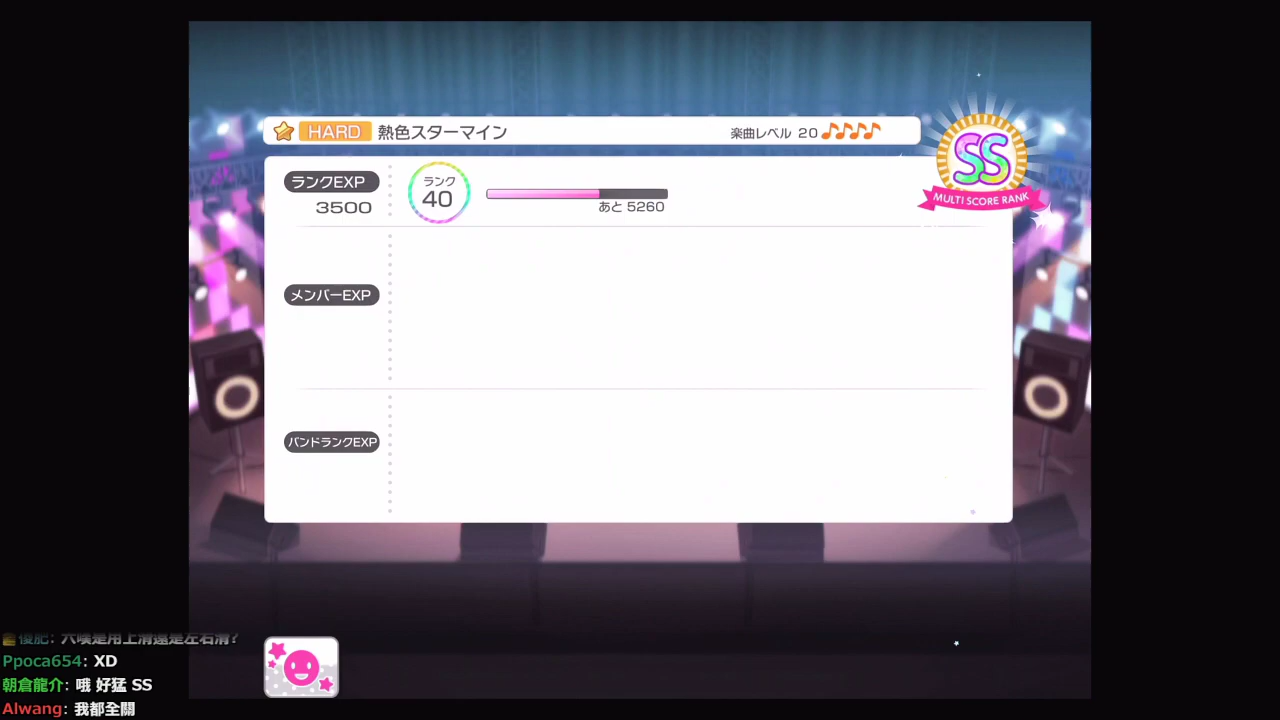 HARD 熱色スターマイン 楽曲レベル 20
SS
MULTI SCORE RANK
ランクEXP
3500
ランク
40
あと 5260
メンバーEXP
バンドランクEXP
Ppoca654: XD
朝倉龍介: 哦 好猛 SS
Alwang: 我都全關